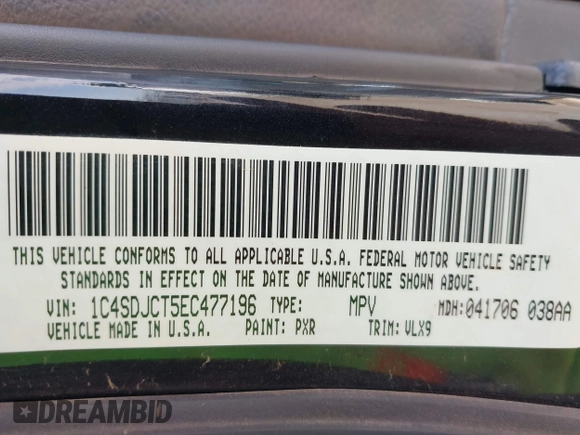 THIS VEHICLE CONFORMS TO ALL APPLICABLE U.S.A. FEDERAL MOTOR VEHICLE SAFETY
STANDARDS IN EFFECT ON THE DATE OF MANUFACTURE SHOWN ABOVE.
VIN: 1C4SDJCT5EC477196 TYPE: MPV MDH:041706 038AA
VEHICLE MADE IN U.S.A. PAINT: PXR TRIM: VLX9
DREAMBID